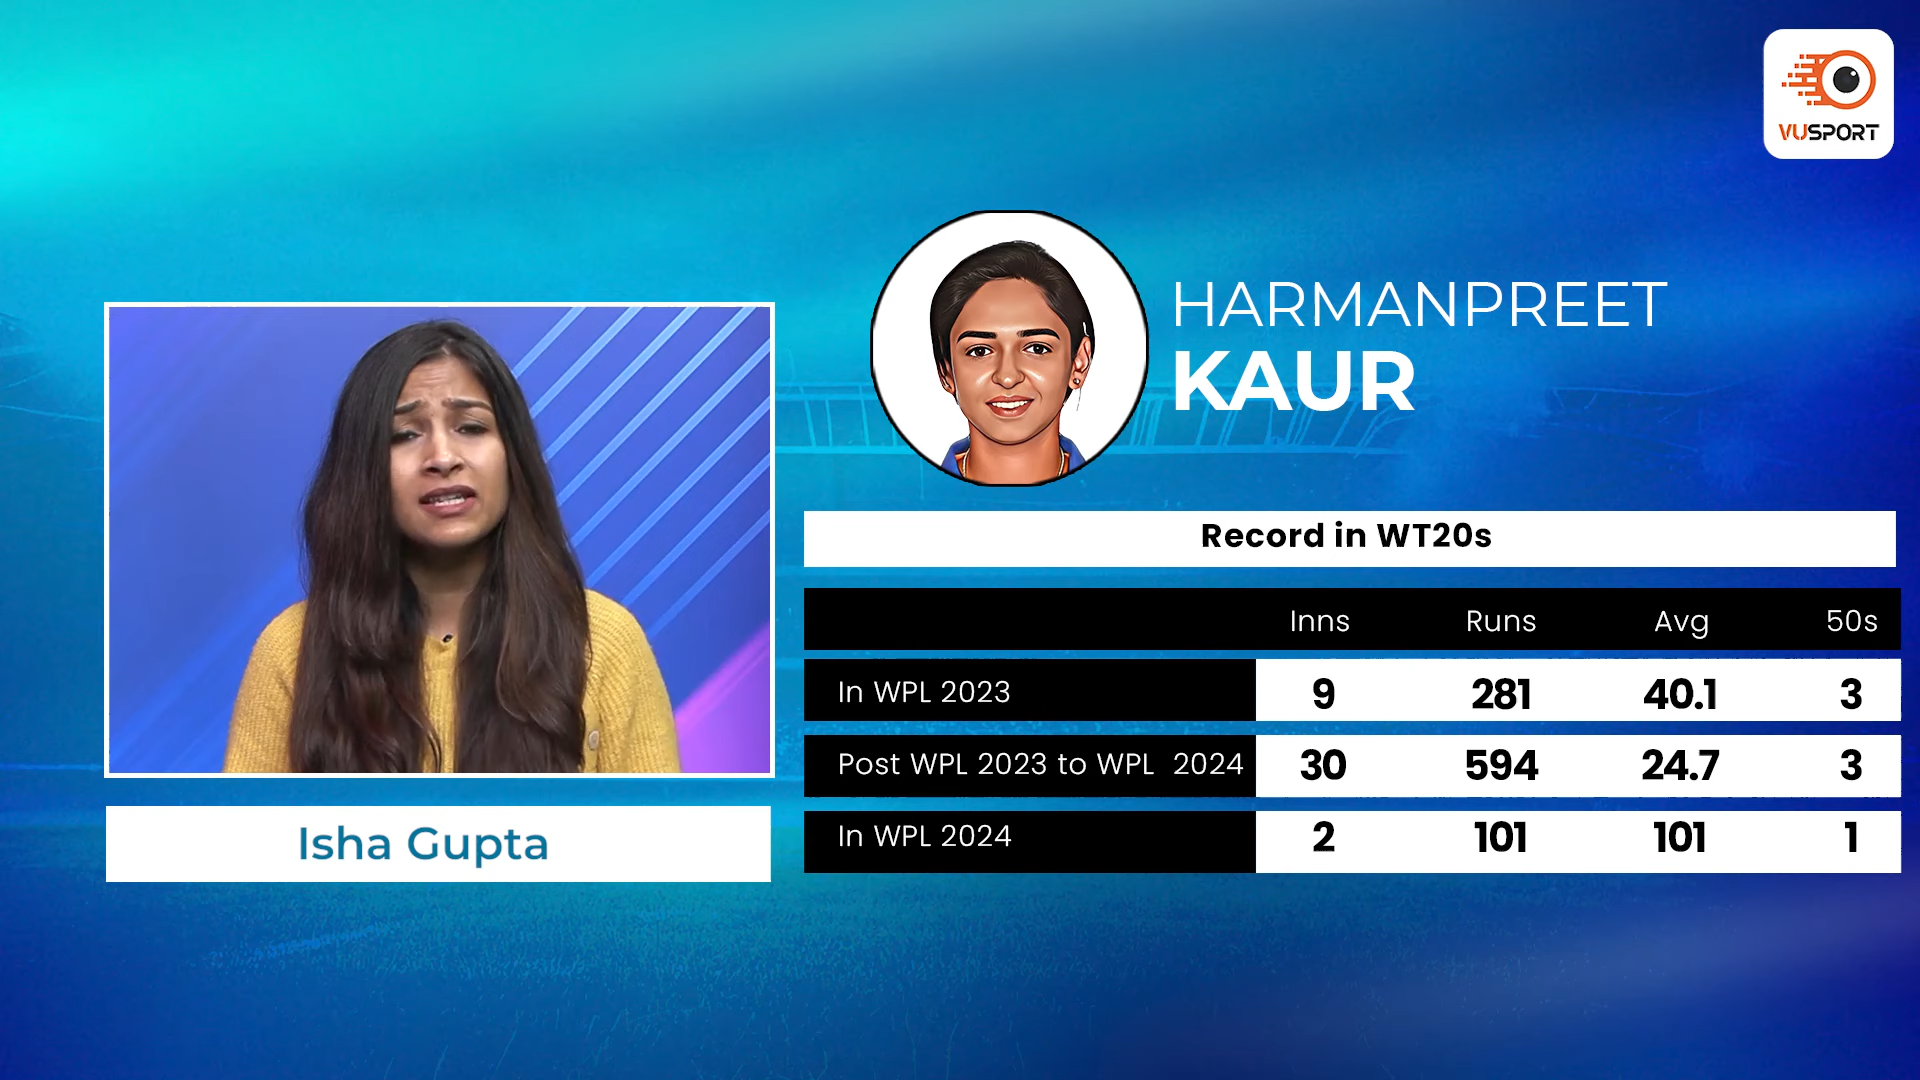 VUSPORT
HARMANPREET
KAUR
Record in WT20s
Inns Runs Avg 50s
In WPL 2023 9 281 40.1 3
Post WPL 2023 to WPL 2024 30 594 24.7 3
In WPL 2024 2 101 101 1
Isha Gupta